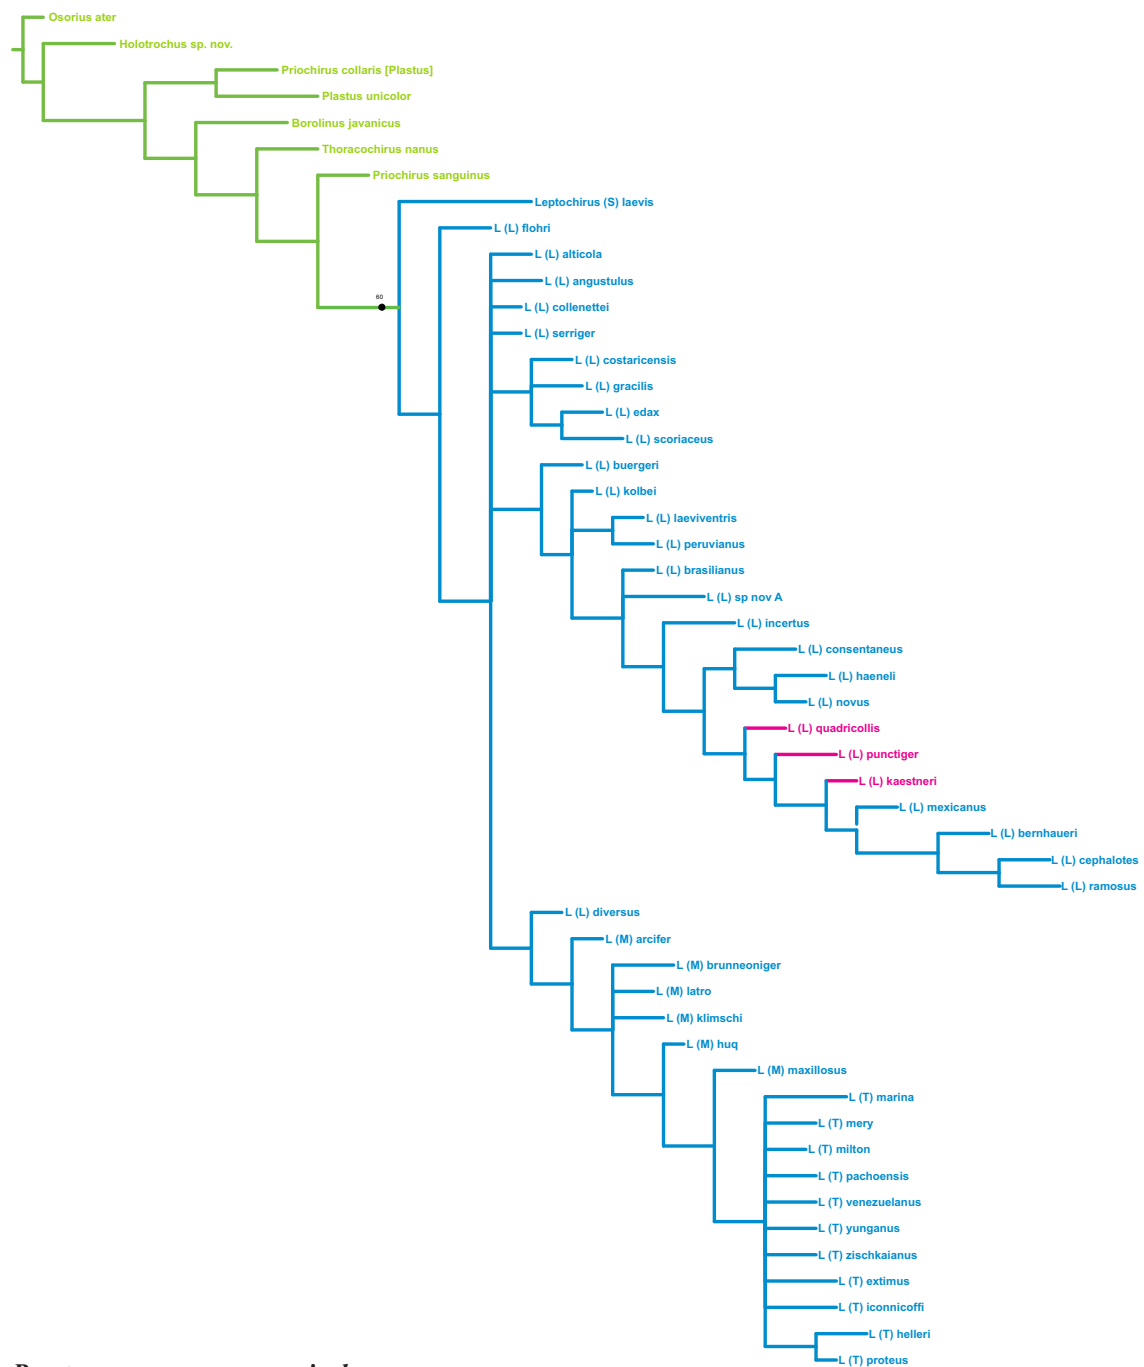 Osorius ater
Holotrochus sp. nov.
Priochirus collaris [Plastus]
Plastus unicolor
Borolinus javanicus
Thoracochirus nanus
Priochirus sanguinus
Leptochirus (S) laevis
L (L) flohri
L (L) alticola
L (L) angustulus
60
L (L) collenettei
L (L) serriger
L (L) costaricensis
L (L) gracilis
L (L) edax
L (L) scoriaceus
L (L) buergeri
L (L) kolbei
L (L) laeviventris
L (L) peruvianus
L (L) brasilianus
L (L) sp nov A
L (L) incertus
L (L) consentaneus
L (L) haeneli
L (L) novus
L (L) quadricollis
L (L) punctiger
L (L) kaestneri
L (L) mexicanus
L (L) bernhaueri
L (L) cephalotes
L (L) ramosus
L (L) diversus
L (M) arcifer
L (M) brunneoniger
L (M) latro
L (M) klimschi
L (M) huq
L (M) maxillosus
L (T) marina
L (T) mery
L (T) milton
L (T) pachoensis
L (T) venezuelanus
L (T) yunganus
L (T) zischkaianus
L (T) extimus
L (T) iconnicoffi
L (T) helleri
L (T) proteus